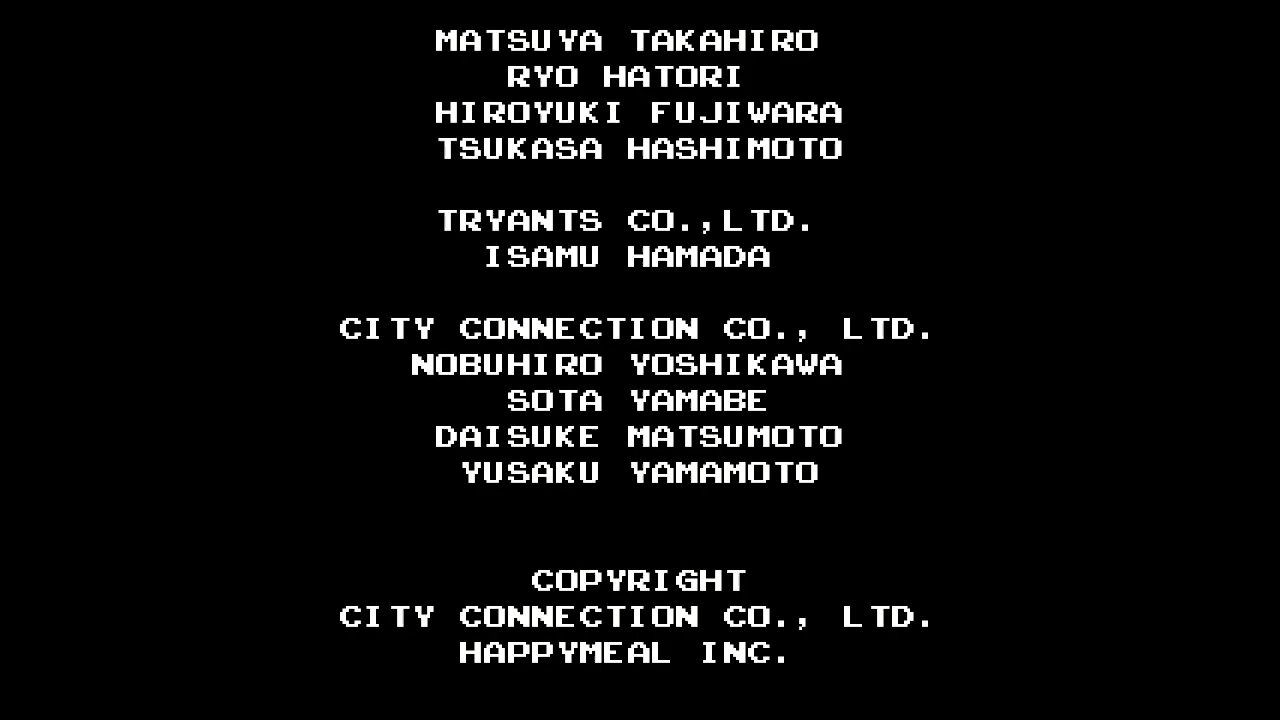 MATSUYA TAKAHIRO
RYO HATORI
HIROYUKI FUJIWARA
TSUKASA HASHIMOTO
TRYANTS CO.,LTD.
ISAMU HAMADA
CITY CONNECTION CO., LTD.
NOBUHIRO YOSHIKAWA
SOTA YAMABE
DAISUKE MATSUMOTO
YUSAKU YAMAMOTO
COPYRIGHT
CITY CONNECTION CO., LTD.
HAPPYMEAL INC.